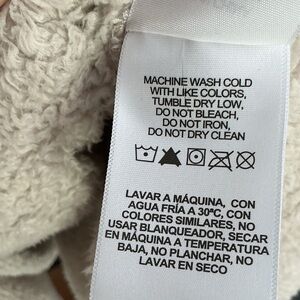 MACHINE WASH COLD
WITH LIKE COLORS,
TUMBLE DRY LOW,
DO NOT BLEACH,
DO NOT IRON,
DO NOT DRY CLEAN
LAVAR A MÁQUINA, CON
AGUA FRÍA A 30ºC, CON
COLORES SIMILARES, NO
USAR BLANQUEADOR, SECAR
EN MÁQUINA A TEMPERATURA
BAJA, NO PLANCHAR, NO
LAVAR EN SECO